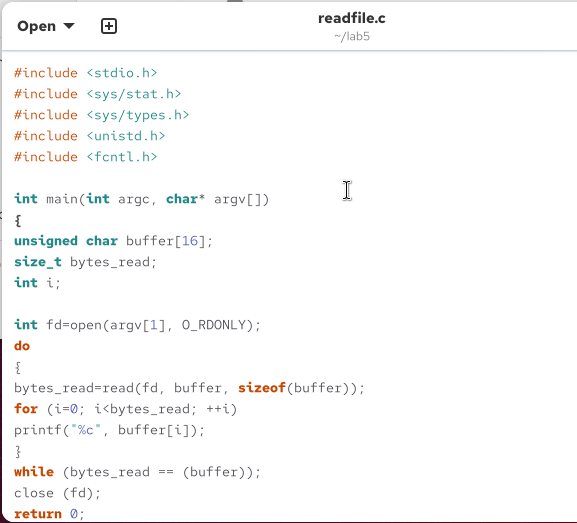 Open
readfile.c
~/lab5
#include <stdio.h>
#include <sys/stat.h>
#include <sys/types.h>
#include <unistd.h>
#include <fcntl.h>
int main(int argc, char* argv[])
{
unsigned char buffer[16];
size_t bytes_read;
int i;
int fd=open(argv[1], O_RDONLY);
do
{
bytes_read=read(fd, buffer, sizeof(buffer));
for (i=0; i<bytes_read; ++i)
printf("%c", buffer[i]);
}
while (bytes_read == (buffer));
close (fd);
return 0;